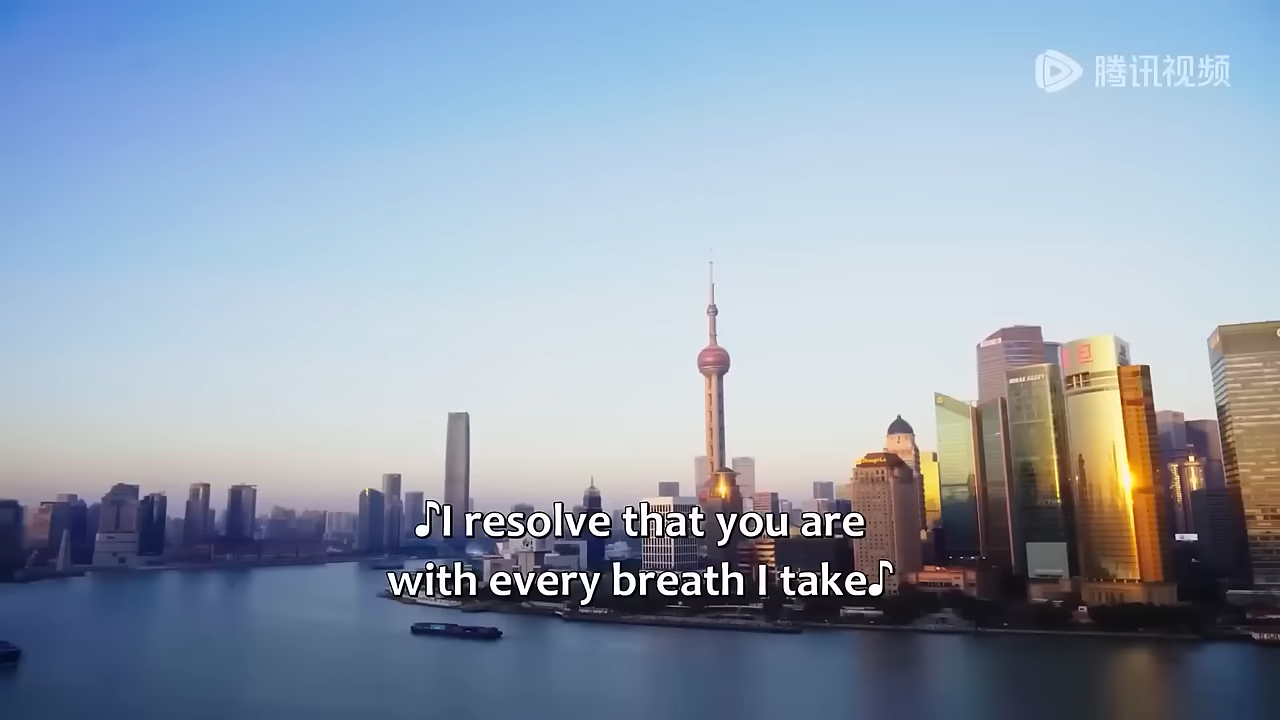 腾讯视频
♪I resolve that you are
with every breath I take♪